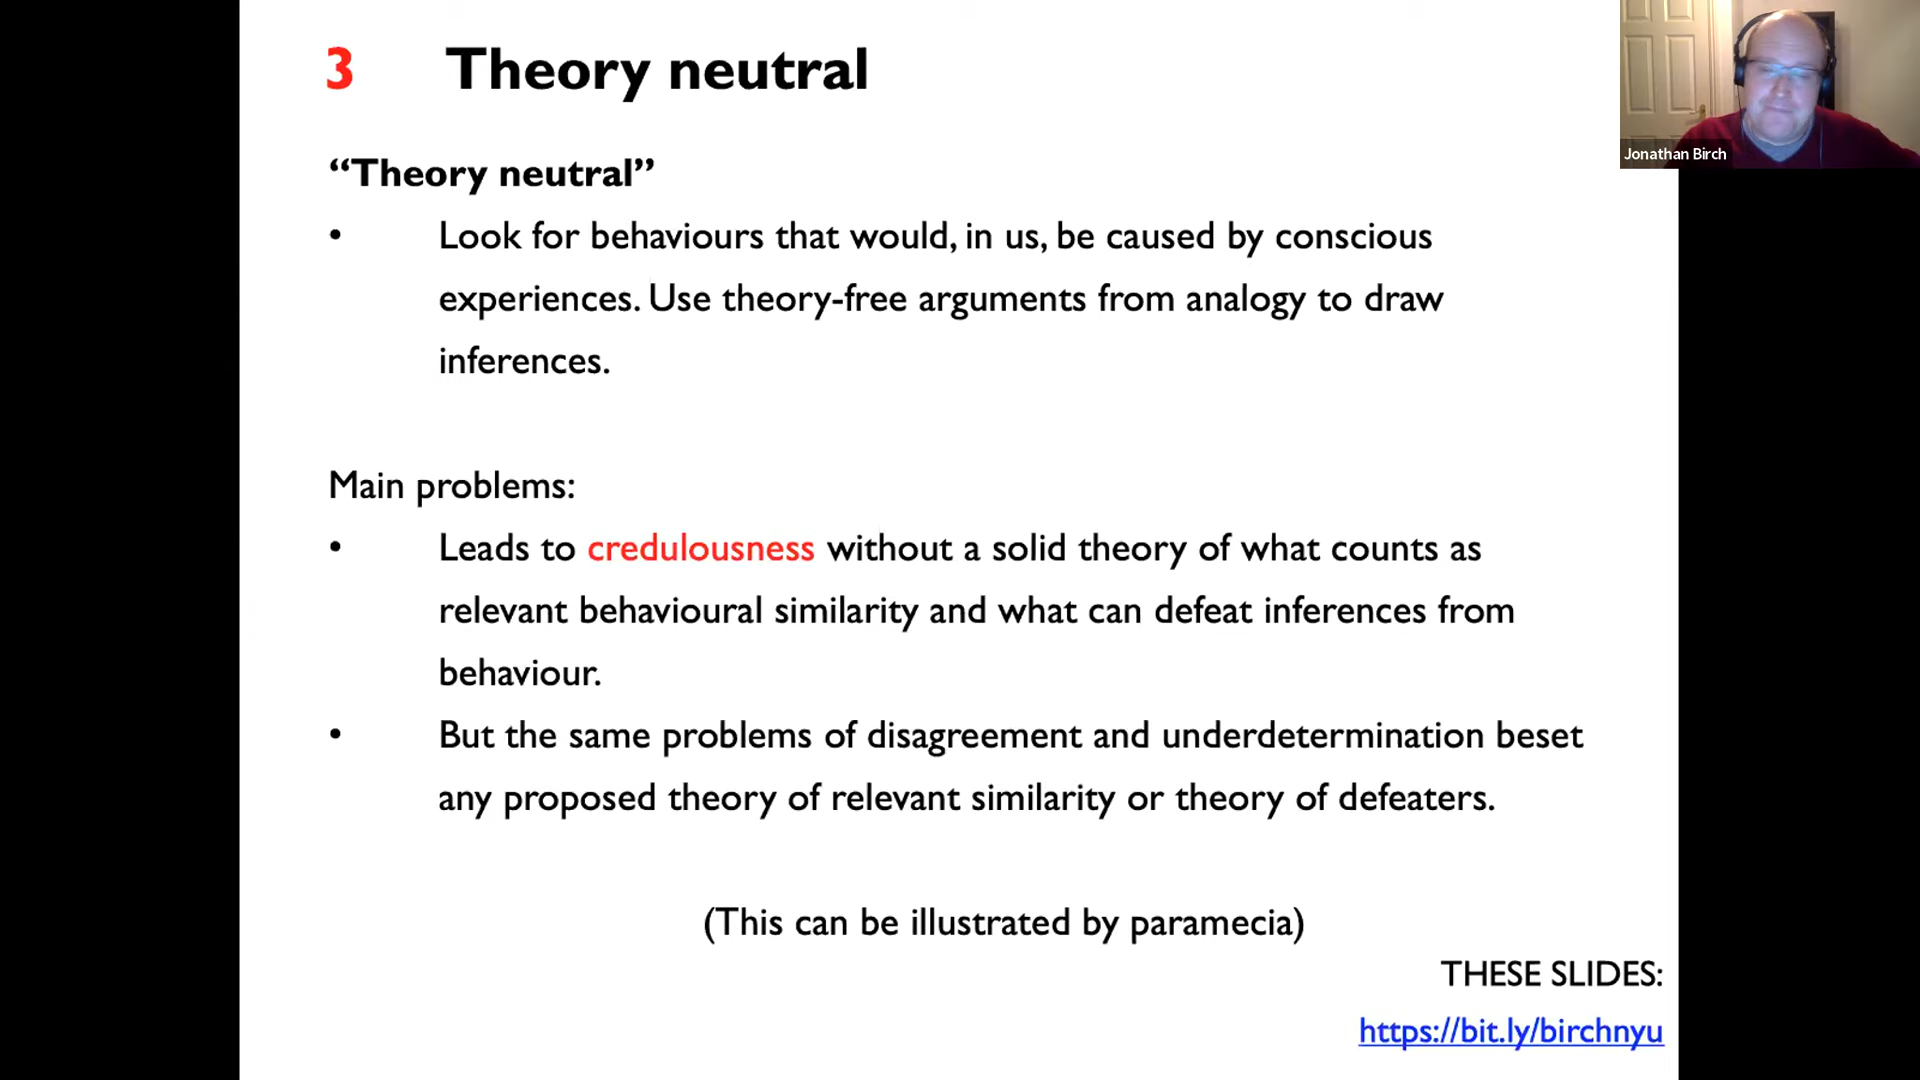 3 Theory neutral
Jonathan Birch
“Theory neutral”
• Look for behaviours that would, in us, be caused by conscious
experiences. Use theory-free arguments from analogy to draw
inferences.
Main problems:
• Leads to credulousness without a solid theory of what counts as
relevant behavioural similarity and what can defeat inferences from
behaviour.
• But the same problems of disagreement and underdetermination beset
any proposed theory of relevant similarity or theory of defeaters.
(This can be illustrated by paramecia)
THESE SLIDES:
https://bit.ly/birchnyu